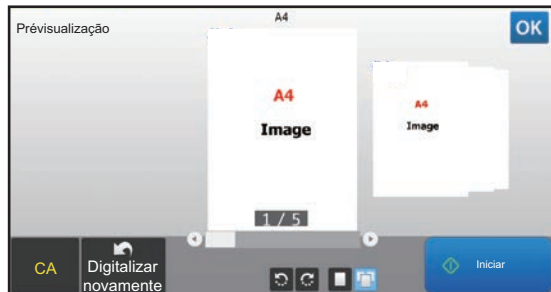 A4
Prévisualização
OK
A4
Image
A4
Image
1 / 5
CA
Digitalizar
novamente
Iniciar